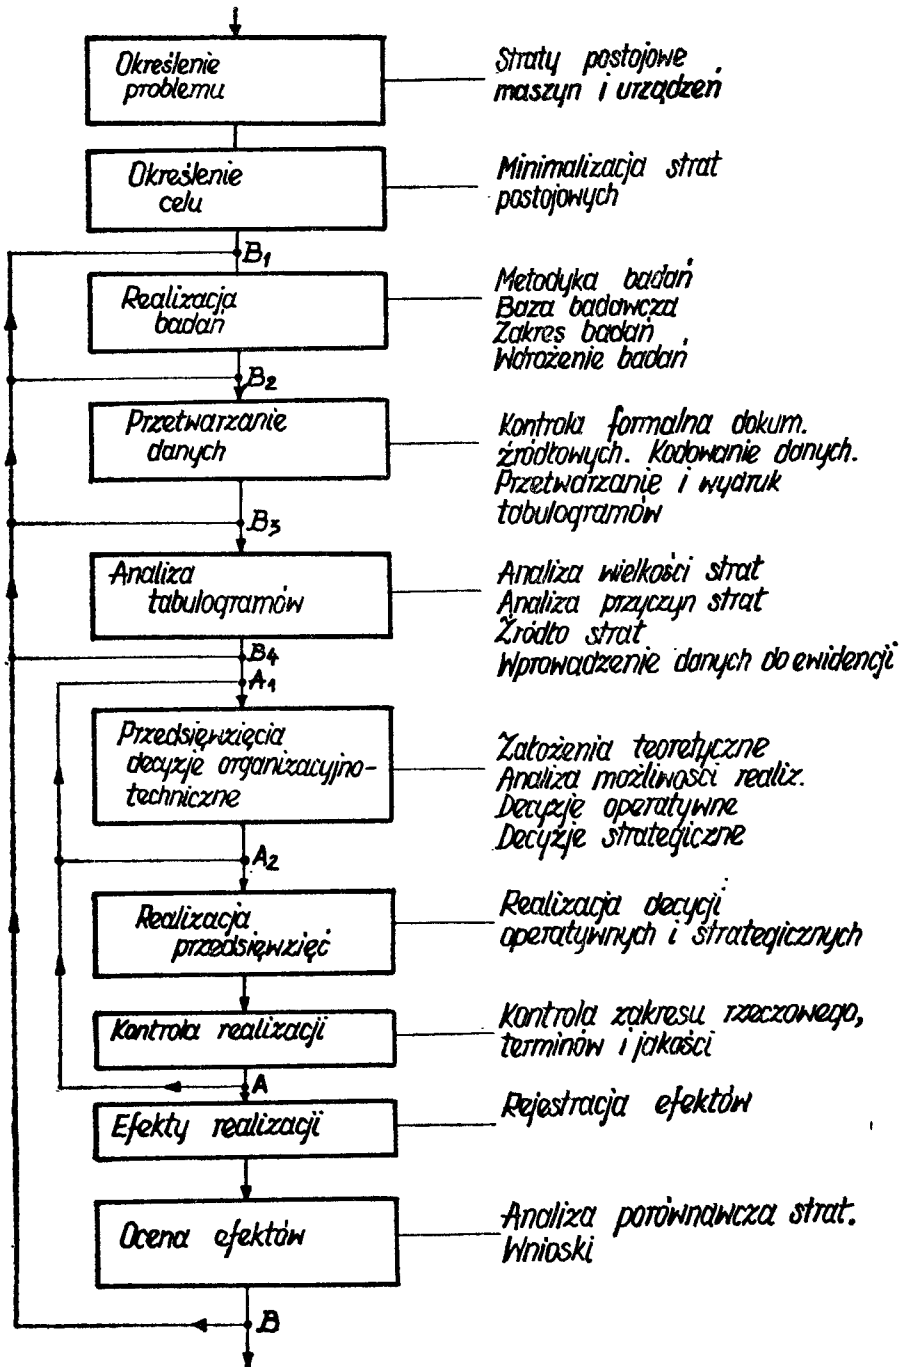 Określenie
problemu
Straty postojowe
maszyn i urządzeń
Określenie
celu
Minimalizacja strat
postojowych
B1
Realizacja
badań
Metodyka badań
Baza badawcza
Zakres badań
Wdrożenie badań
B2
Przetwarzanie
danych
Kontrola formalna dokum.
źródłowych. Kodowanie danych.
Przetwarzanie i wydruk
tabulogramów
B3
Analiza
tabulogramów
Analiza wielkości strat
Analiza przyczyn strat
Źródło strat
Wprowadzenie danych do ewidencji
B4
A1
Przedsięwzięcia
decyzje organizacyjno-
techniczne
Założenia teoretyczne
Analiza możliwości realiz.
Decyzje operatywne
Decyzje strategiczne
A2
Realizacja
przedsięwzięć
Realizacja decycji
operatywnych i strategicznych
Kontrola realizacji
Kontrola zakresu rzeczowego,
terminów i jakości
A
Efekty realizacji
Rejestracja efektów
Ocena efektów
Analiza porównawcza strat.
Wnioski
B